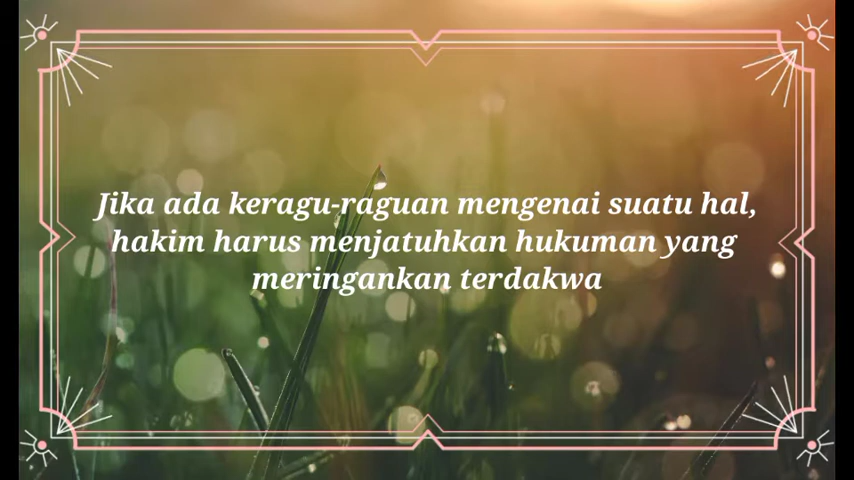 Jika ada keragu-raguan mengenai suatu hal,
hakim harus menjatuhkan hukuman yang
meringankan terdakwa